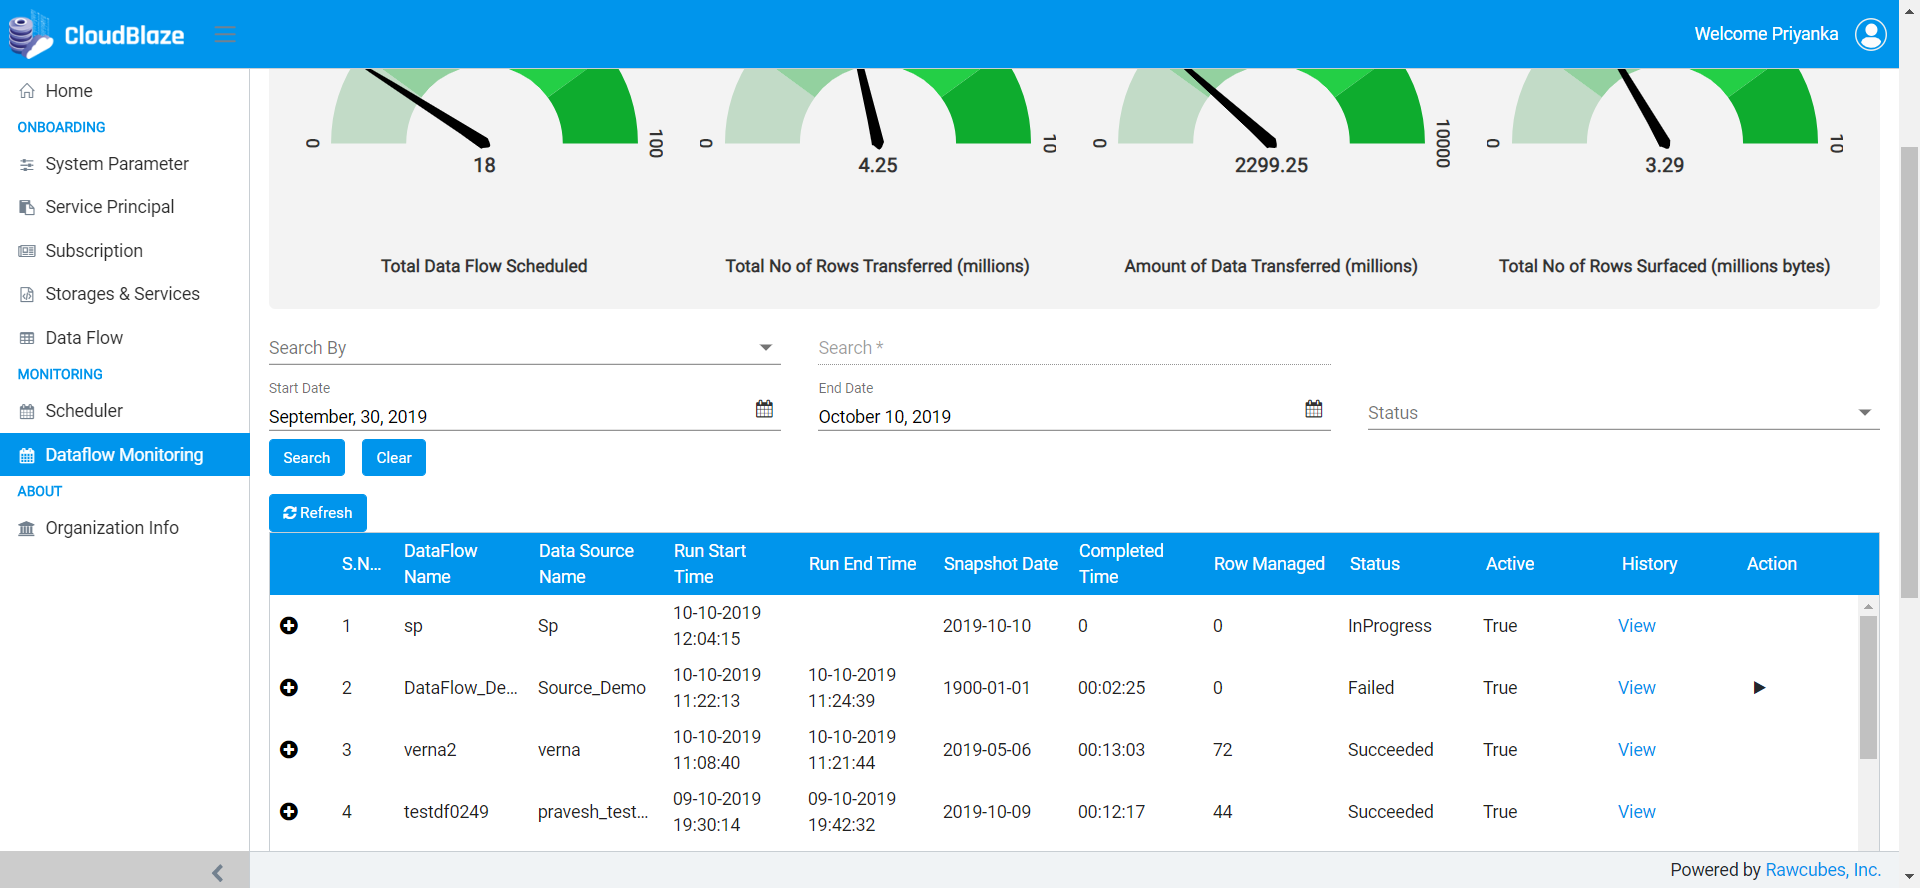 CloudBlaze
Welcome Priyanka
Home
ONBOARDING
System Parameter
Service Principal
Subscription
Storages & Services
Data Flow
MONITORING
Scheduler
Dataflow Monitoring
ABOUT
Organization Info
0
100
18
Total Data Flow Scheduled
0
10
4.25
Total No of Rows Transferred (millions)
0
10000
2299.25
Amount of Data Transferred (millions)
0
10
3.29
Total No of Rows Surfaced (millions bytes)
Search By
Search *
Start Date
September, 30, 2019
End Date
October 10, 2019
Status
Search
Clear
Refresh
S.N...
DataFlow
Name
Data Source
Name
Run Start
Time
Run End Time
Snapshot Date
Completed
Time
Row Managed
Status
Active
History
Action
1
sp
Sp
10-10-2019
12:04:15
2019-10-10
0
0
InProgress
True
View
2
DataFlow_De...
Source_Demo
10-10-2019
11:22:13
10-10-2019
11:24:39
1900-01-01
00:02:25
0
Failed
True
View
3
verna2
verna
10-10-2019
11:08:40
10-10-2019
11:21:44
2019-05-06
00:13:03
72
Succeeded
True
View
4
testdf0249
pravesh_test...
09-10-2019
19:30:14
09-10-2019
19:42:32
2019-10-09
00:12:17
44
Succeeded
True
View
Powered by Rawcubes, Inc.